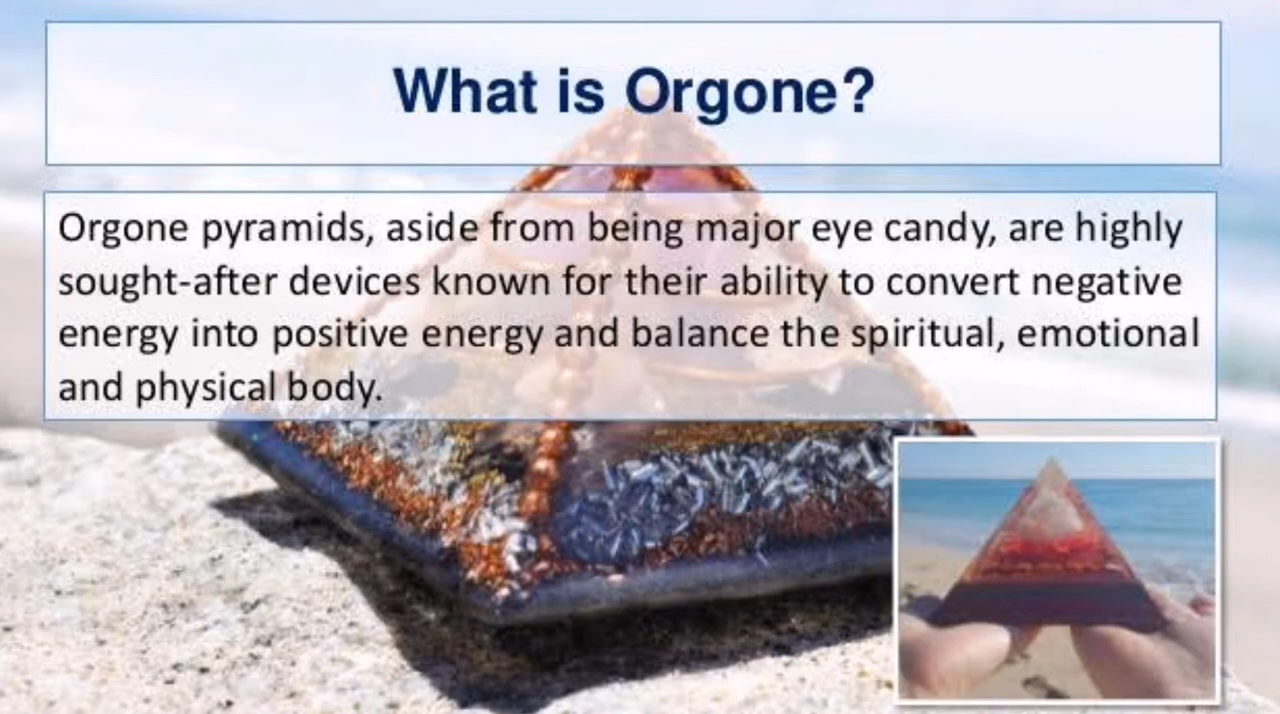 What is Orgone?
Orgone pyramids, aside from being major eye candy, are highly
sought-after devices known for their ability to convert negative
energy into positive energy and balance the spiritual, emotional
and physical body.